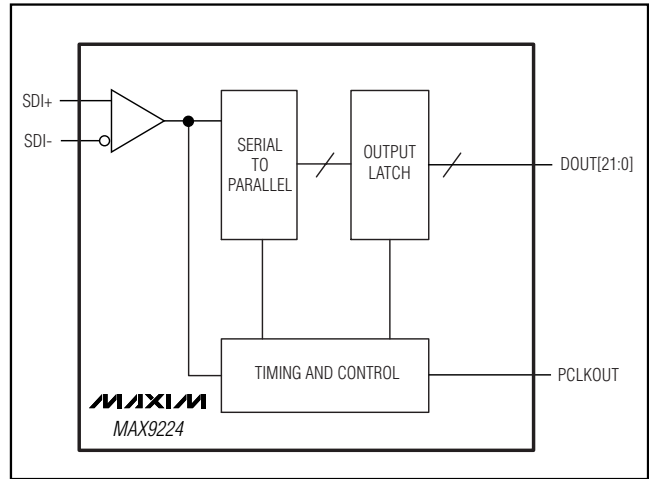 SDI+
SDI-
SERIAL
TO
PARALLEL
OUTPUT
LATCH
DOUT[21:0]
TIMING AND CONTROL
PCLKOUT
MAXIM
MAX9224